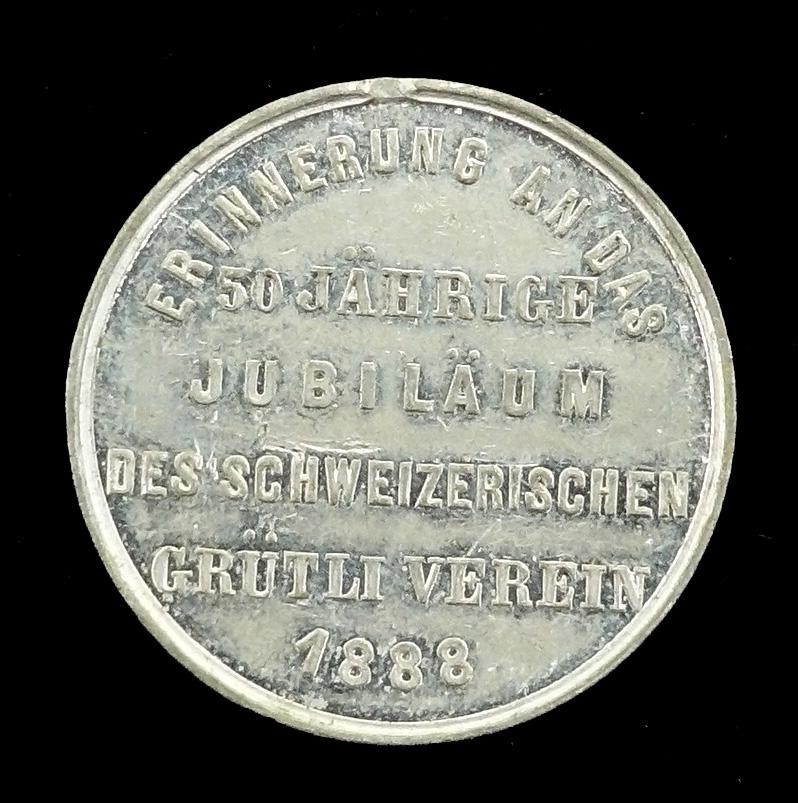 ERINNERUNG AN DAS
50 JÄHRIGE
JUBILÄUM
DES SCHWEIZERISCHEN
GRÜTLI VEREIN
1888